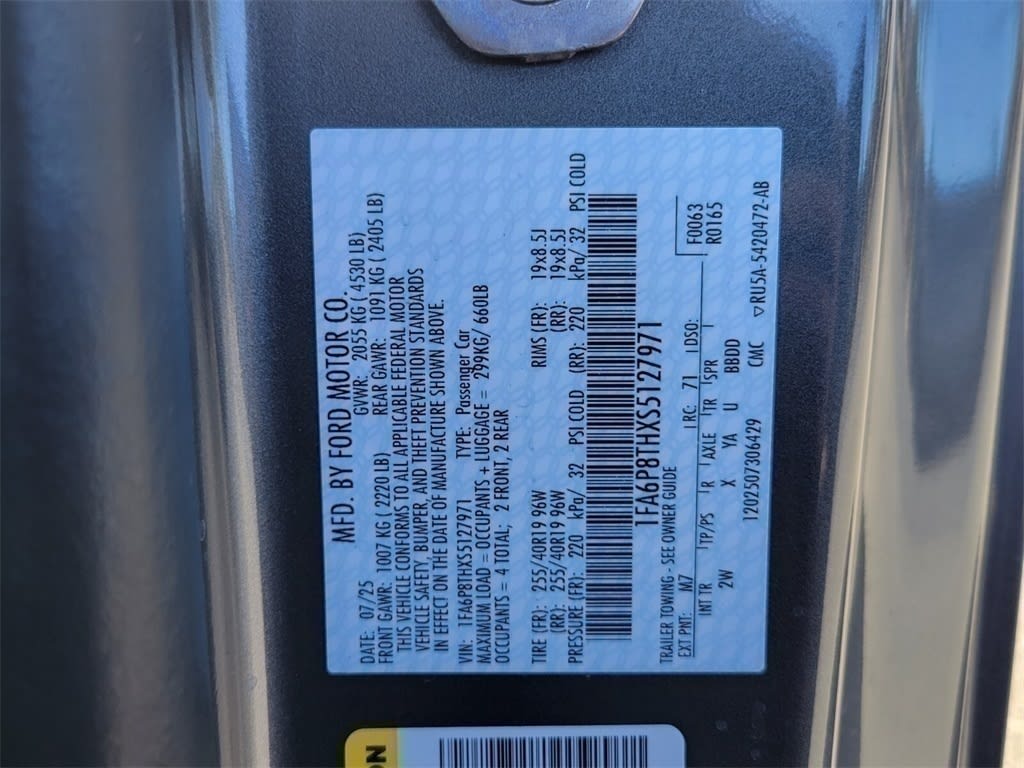 MFD. BY FORD MOTOR CO.
DATE: 07/25 GVWR: 2055 KG ( 4530 LB)
FRONT GAWR: 1007 KG ( 2220 LB) REAR GAWR: 1091 KG ( 2405 LB)
THIS VEHICLE CONFORMS TO ALL APPLICABLE FEDERAL MOTOR
VEHICLE SAFETY, BUMPER, AND THEFT PREVENTION STANDARDS
IN EFFECT ON THE DATE OF MANUFACTURE SHOWN ABOVE.
VIN: 1FA6P8THXS5127971 TYPE: Passenger Car
MAXIMUM LOAD = OCCUPANTS + LUGGAGE = 299KG/ 660LB
OCCUPANTS = 4 TOTAL; 2 FRONT, 2 REAR
TIRE (FR): 255/40R19 96W RIMS (FR): 19x8.5J
(RR): 255/40R19 96W (RR): 19x8.5J
PRESSURE (FR): 220 kPa/ 32 PSI COLD (RR): 220 kPa/ 32 PSI COLD
1FA6P8THXS5127971
TRAILER TOWING - SEE OWNER GUIDE
F0063
EXT PNT: M7 RC: 71 DSO: R0165
INT TR TP/PS R AXLE TR SPR
2W X YA U BBDD
1202507306429 CMC ▽RU5A-5420472-AB
ON